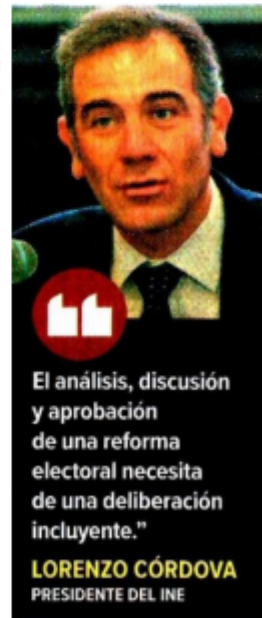 El análisis, discusión
y aprobación
de una reforma
electoral necesita
de una deliberación
incluyente.”
LORENZO CÓRDOVA
PRESIDENTE DEL INE